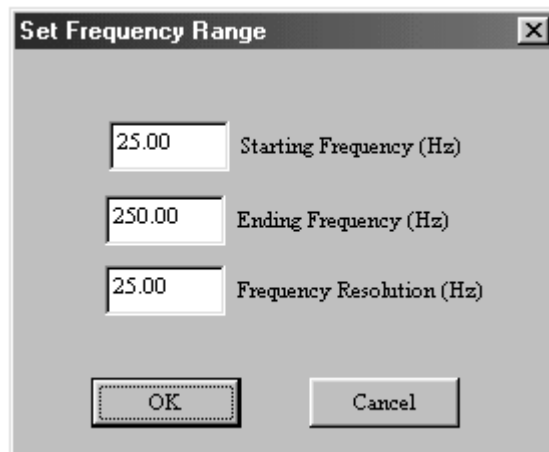 Set Frequency Range
25.00 Starting Frequency (Hz)
250.00 Ending Frequency (Hz)
25.00 Frequency Resolution (Hz)
OK Cancel